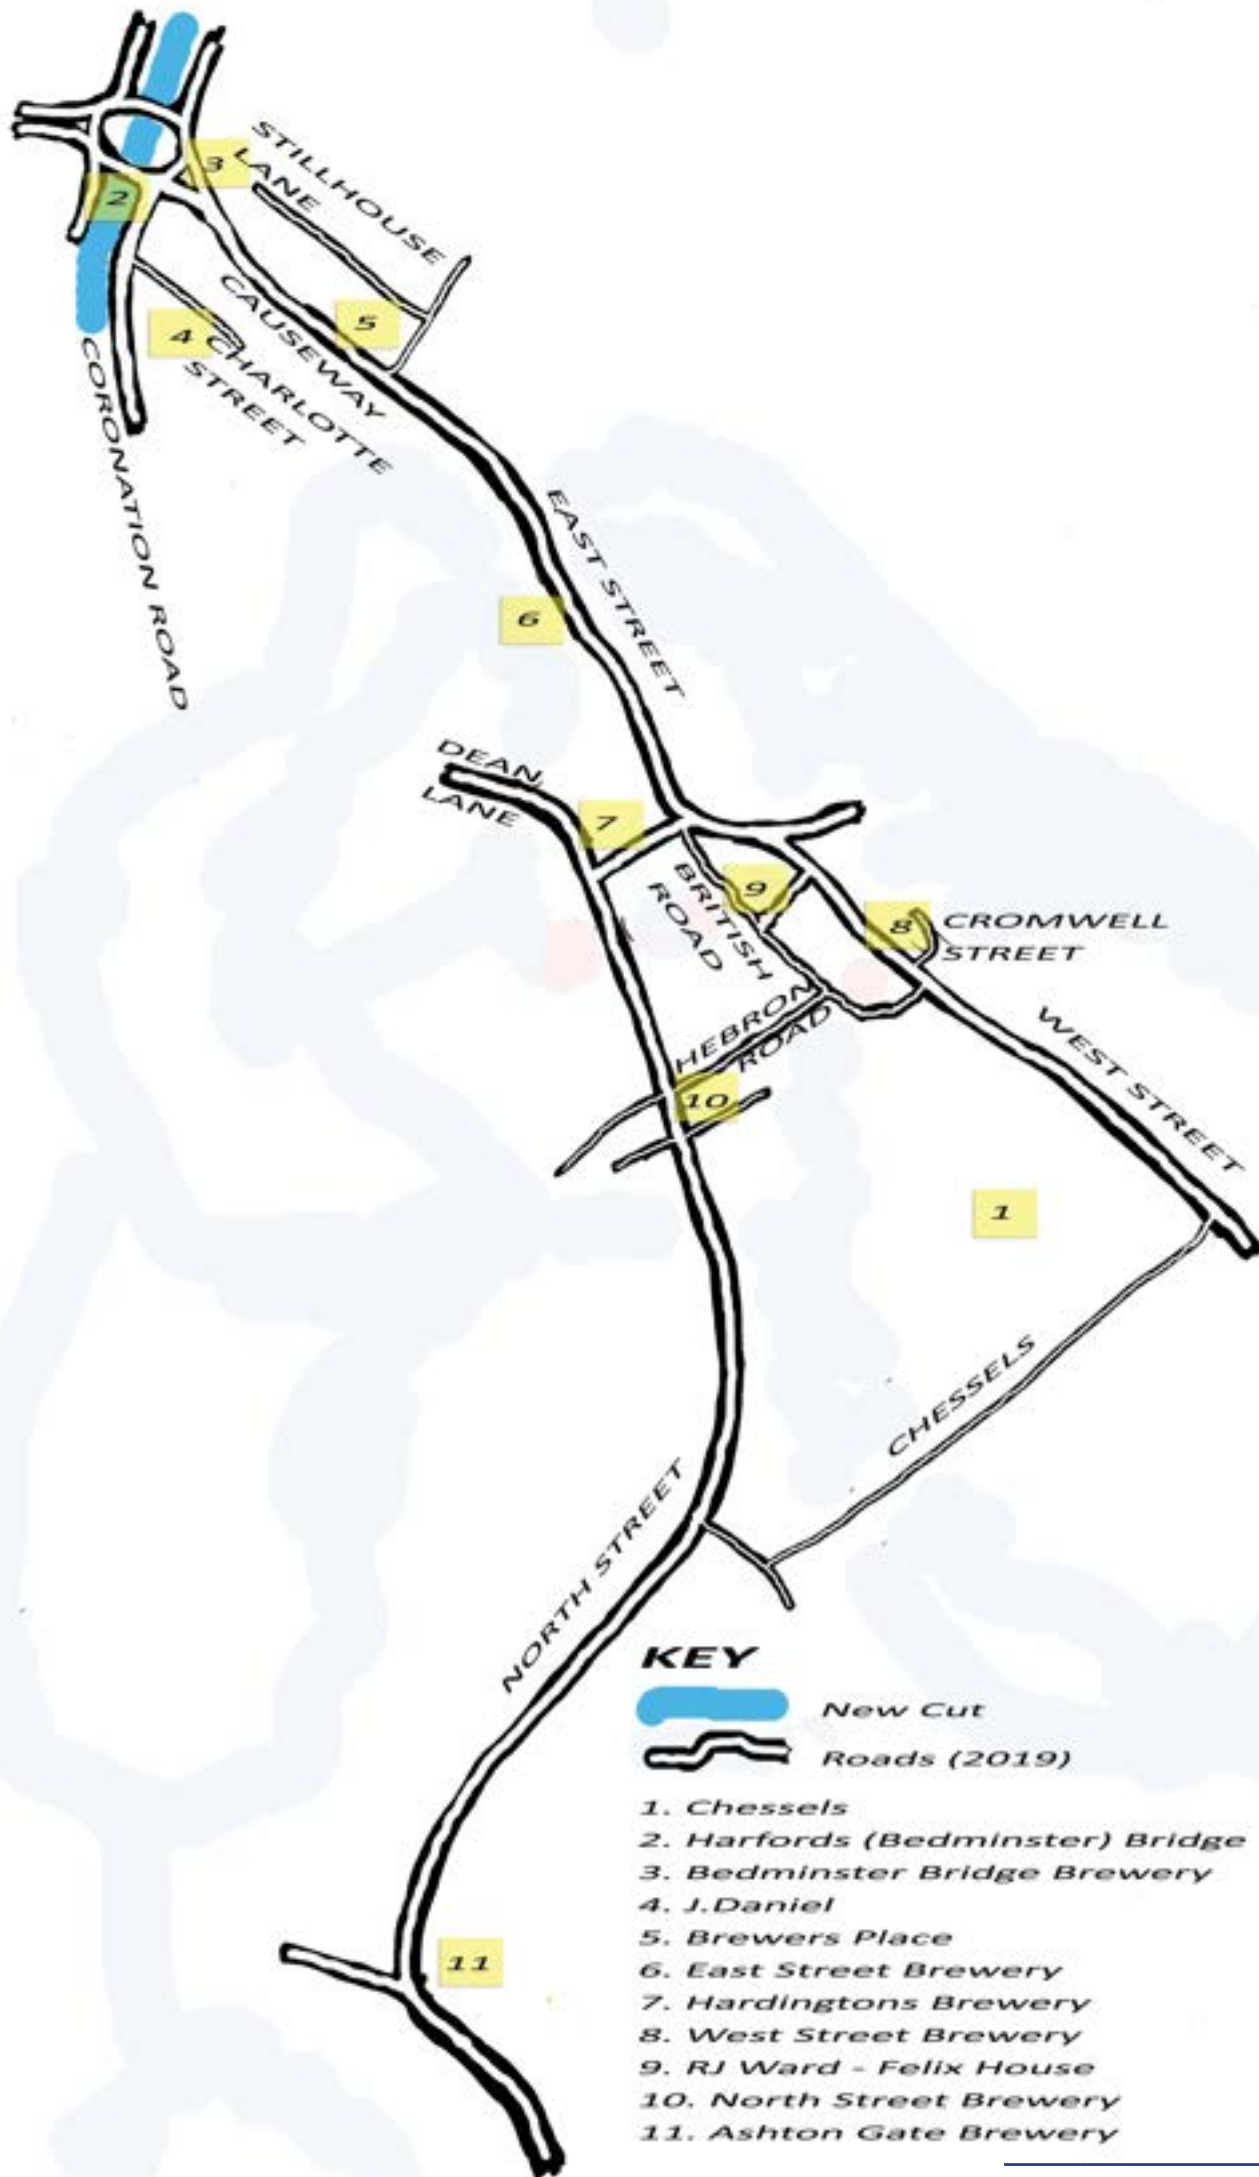 STILLHOUSE
LANE
3
2
CAUSEWAY
5
4
CHARLOTTE
STREET
CORONATION ROAD
EAST STREET
6
DEAN
LANE
7
BRITISH
ROAD
9
8
CROMWELL
STREET
HEBRON
ROAD
WEST STREET
10
1
CHESSELS
NORTH STREET
11
KEY
New Cut
Roads (2019)
1. Chessels
2. Harfords (Bedminster) Bridge
3. Bedminster Bridge Brewery
4. J.Daniel
5. Brewers Place
6. East Street Brewery
7. Hardingtons Brewery
8. West Street Brewery
9. RJ Ward - Felix House
10. North Street Brewery
11. Ashton Gate Brewery